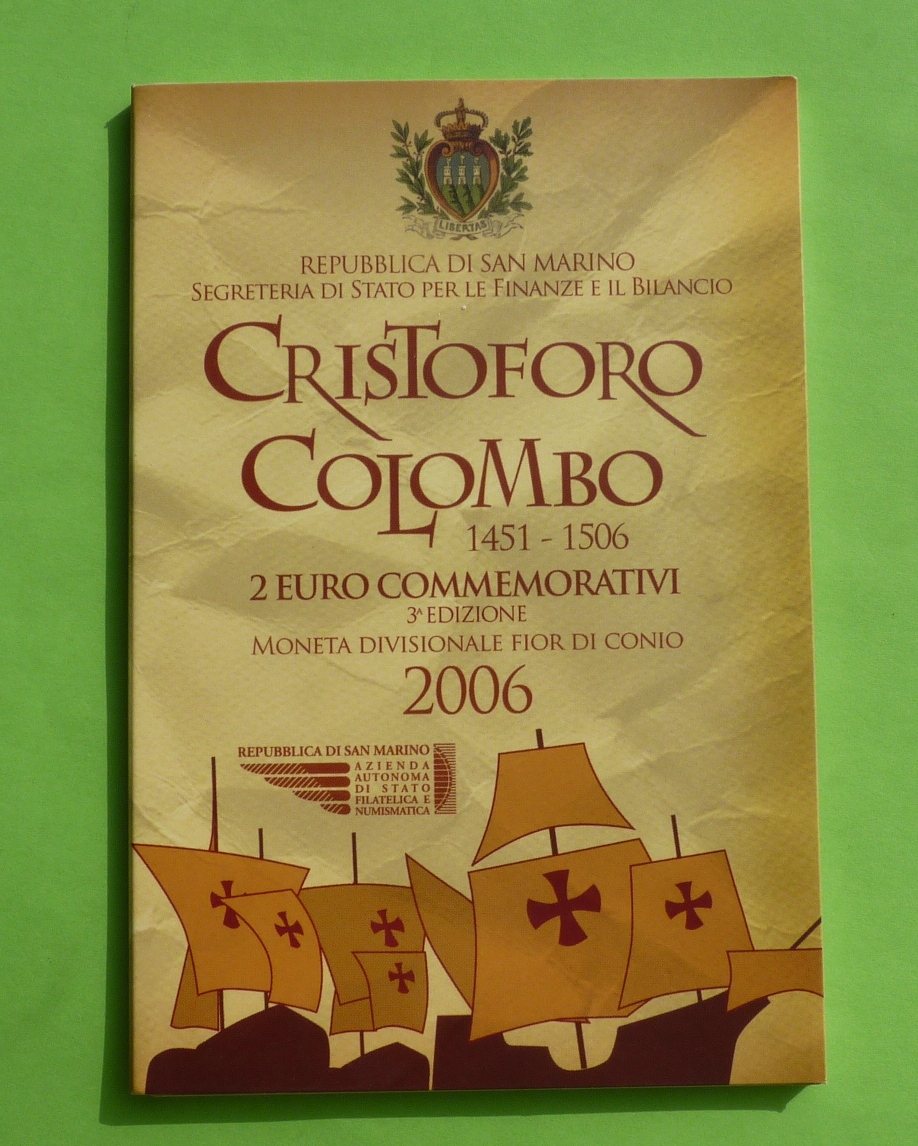 LIBERTAS
REPUBBLICA DI SAN MARINO
SEGRETERIA DI STATO PER LE FINANZE E IL BILANCIO
CRISTOFORO
COLOMBO
1451 - 1506
2 EURO COMMEMORATIVI
3ᴬ EDIZIONE
MONETA DIVISIONALE FIOR DI CONIO
2006
REPUBBLICA DI SAN MARINO
AZIENDA
AUTONOMA
DI STATO
FILATELICA E
NUMISMATICA